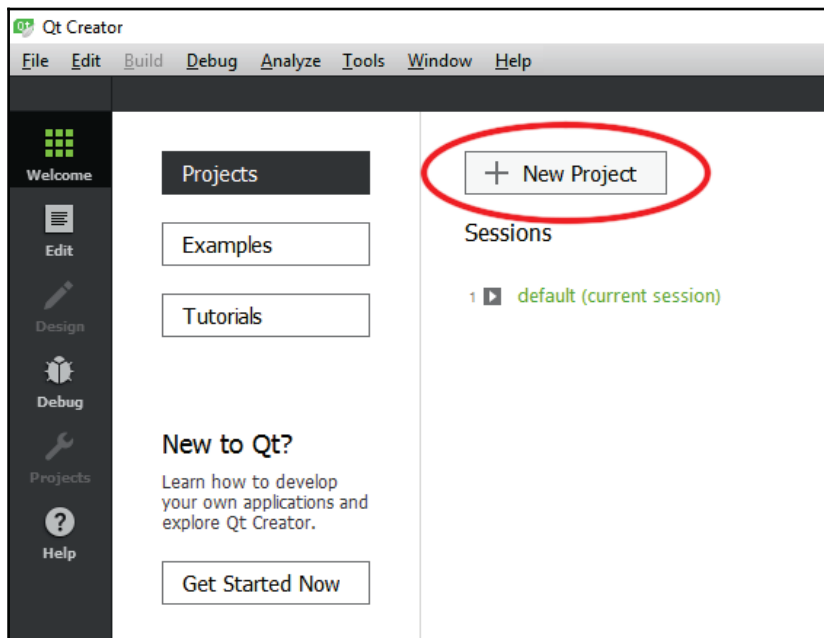 Qt Creator
File Edit Build Debug Analyze Tools Window Help
Welcome
Edit
Design
Debug
Projects
Help
Projects
Examples
Tutorials
New to Qt?
Learn how to develop
your own applications and
explore Qt Creator.
Get Started Now
+ New Project
Sessions
1 default (current session)